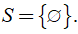 S = {∅}.